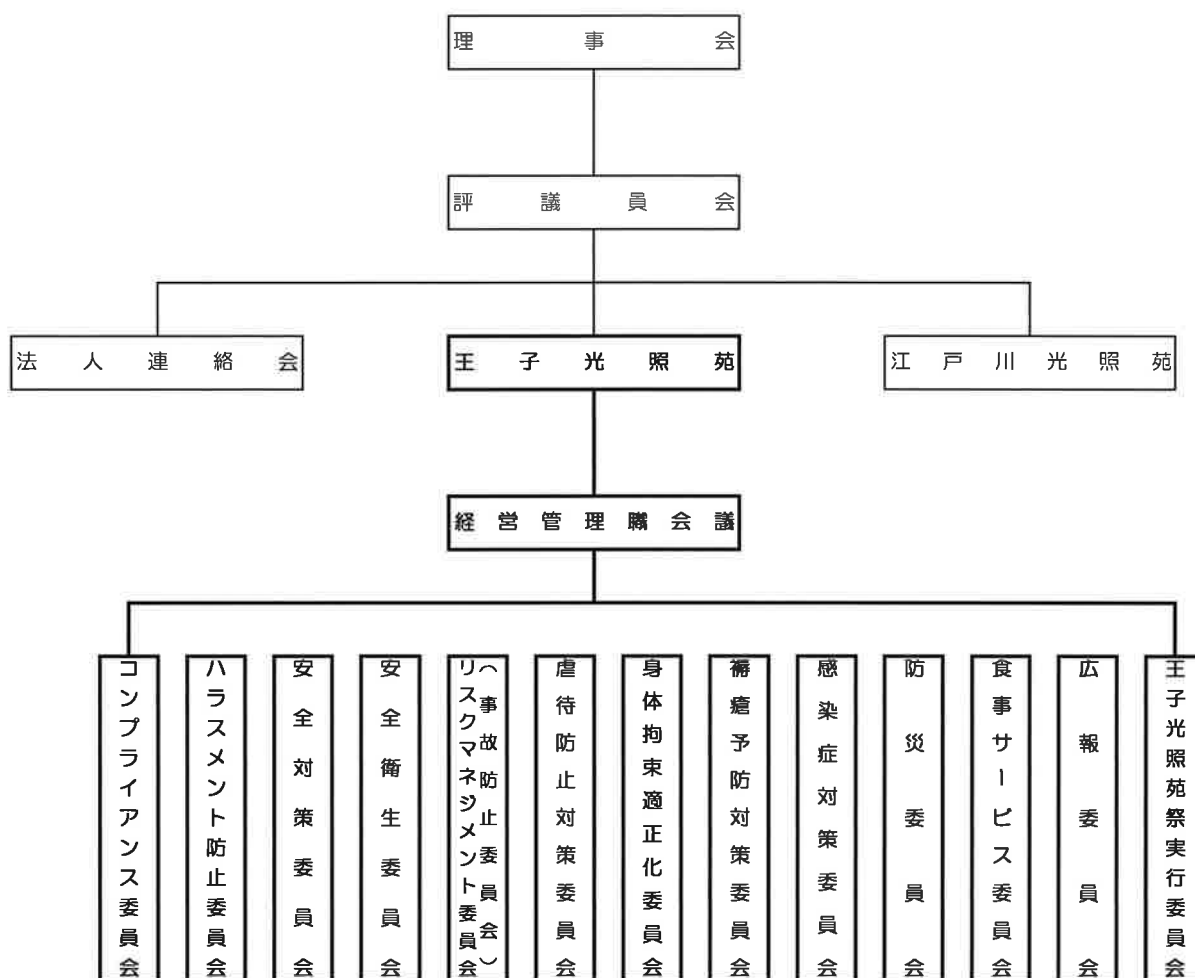 理事会
評議員会
法人連絡会
王子光照苑
江戸川光照苑
経営管理職会議
コンプライアンス委員会
ハラスメント防止委員会
安全対策委員会
安全衛生委員会
リスクマネジメント委員会
（事故防止委員会）
虐待防止対策委員会
身体拘束適正化委員会
褥瘡予防対策委員会
感染症対策委員会
防災委員会
食事サービス委員会
広報委員会
王子光照苑祭実行委員会